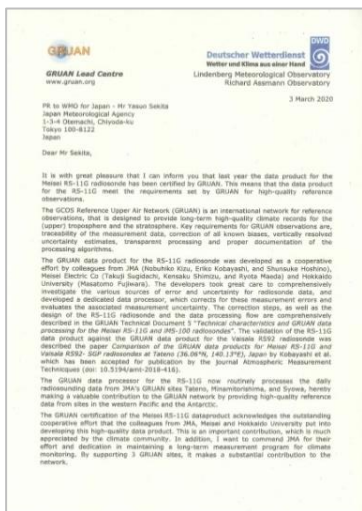 GRUAN
Deutscher Wetterdienst
Wetter und Klima aus einer Hand
DWD
GRUAN Lead Centre
www.gruan.org
Lindenberg Meteorological Observatory
Richard Assmann Observatory
3 March 2020
PR to WMO for Japan - Mr Yasuo Sekita
Japan Meteorological Agency
1-3-4 Otemachi, Chiyoda-ku
Tokyo 100-8122
Japan
Dear Mr Sekita,
It is with great pleasure that I can inform you that last year the data product for the
Meisei RS-11G radiosonde has been certified by GRUAN. This means that the data product
for the RS-11G meet the requirements set by GRUAN for high-quality reference
observations.
The GCOS Reference Upper Air Network (GRUAN) is an international network for reference
observations, that is designed to provide long-term high-quality climate records for the
(upper) troposphere and the stratosphere. Key requirements for GRUAN observations are,
traceability of the measurement data, correction of all known biases, vertically resolved
uncertainty estimates, transparent processing and proper documentation of the
processing algorithms.
The GRUAN data product for the RS-11G radiosonde was developed as a cooperative
effort by colleagues from JMA (Nobuhiko Kizu, Eriko Kobayashi, and Shunsuke Hoshino),
Meisei Electric Co (Takuji Sugidachi, Kensaku Shimizu, and Ryota Maeda) and Hokkaido
University (Masatomo Fujiwara). The developers took great care to comprehensively
investigate the various sources of error and uncertainty for radiosonde data, and
developed a dedicated data processor, which corrects for these measurement errors and
evaluates the associated measurement uncertainty. The correction steps, as well as the
design of the RS-11G radiosonde and the data processing flow are comprehensively
described in the GRUAN Technical Document 5 "Technical characteristics and GRUAN data
processing for the Meisei RS-11G and iMS-100 radiosondes". The validation of the RS-11G
data product against the GRUAN data product for the Vaisala RS92 radiosonde was
described the paper Comparison of the GRUAN data products for Meisei RS-11G and
Vaisala RS92- SGP radiosondes at Tateno (36.06°N, 140.13°E), Japan by Kobayashi et al.
which has been accepted for publication by the journal Atmospheric Measurement
Techniques (doi: 10.5194/amt-2018-416).
The GRUAN data processor for the RS-11G now routinely processes the daily
radiosounding data from JMA's GRUAN sites Tateno, Minamitorishima, and Syowa, hereby
making a valuable contribution to the GRUAN network by providing high-quality reference
data from sites in the western Pacific and the Antarctic.
The GRUAN certification of the Meisei RS-11G dataproduct acknowledges the outstanding
cooperative effort that the colleagues from JMA, Meisei and Hokkaido University put into
developing this high-quality data product. This is an important contribution, which is much
appreciated by the climate community. In addition, I want to commend JMA for their
effort and dedication in maintaining a long-term measurement program for climate
monitoring. By supporting 3 GRUAN sites, it makes a substantial contribution to the
network.